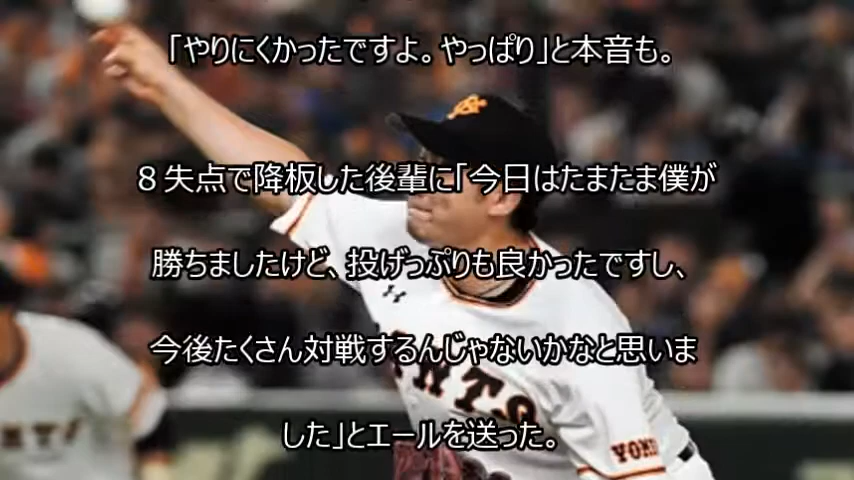 「やりにくかったですよ。やっぱり」と本音も。
８失点で降板した後輩に「今日はたまたま僕が
勝ちましたけど、投げっぷりも良かったですし、
今後たくさん対戦するんじゃないかなと思いま
した」とエールを送った。